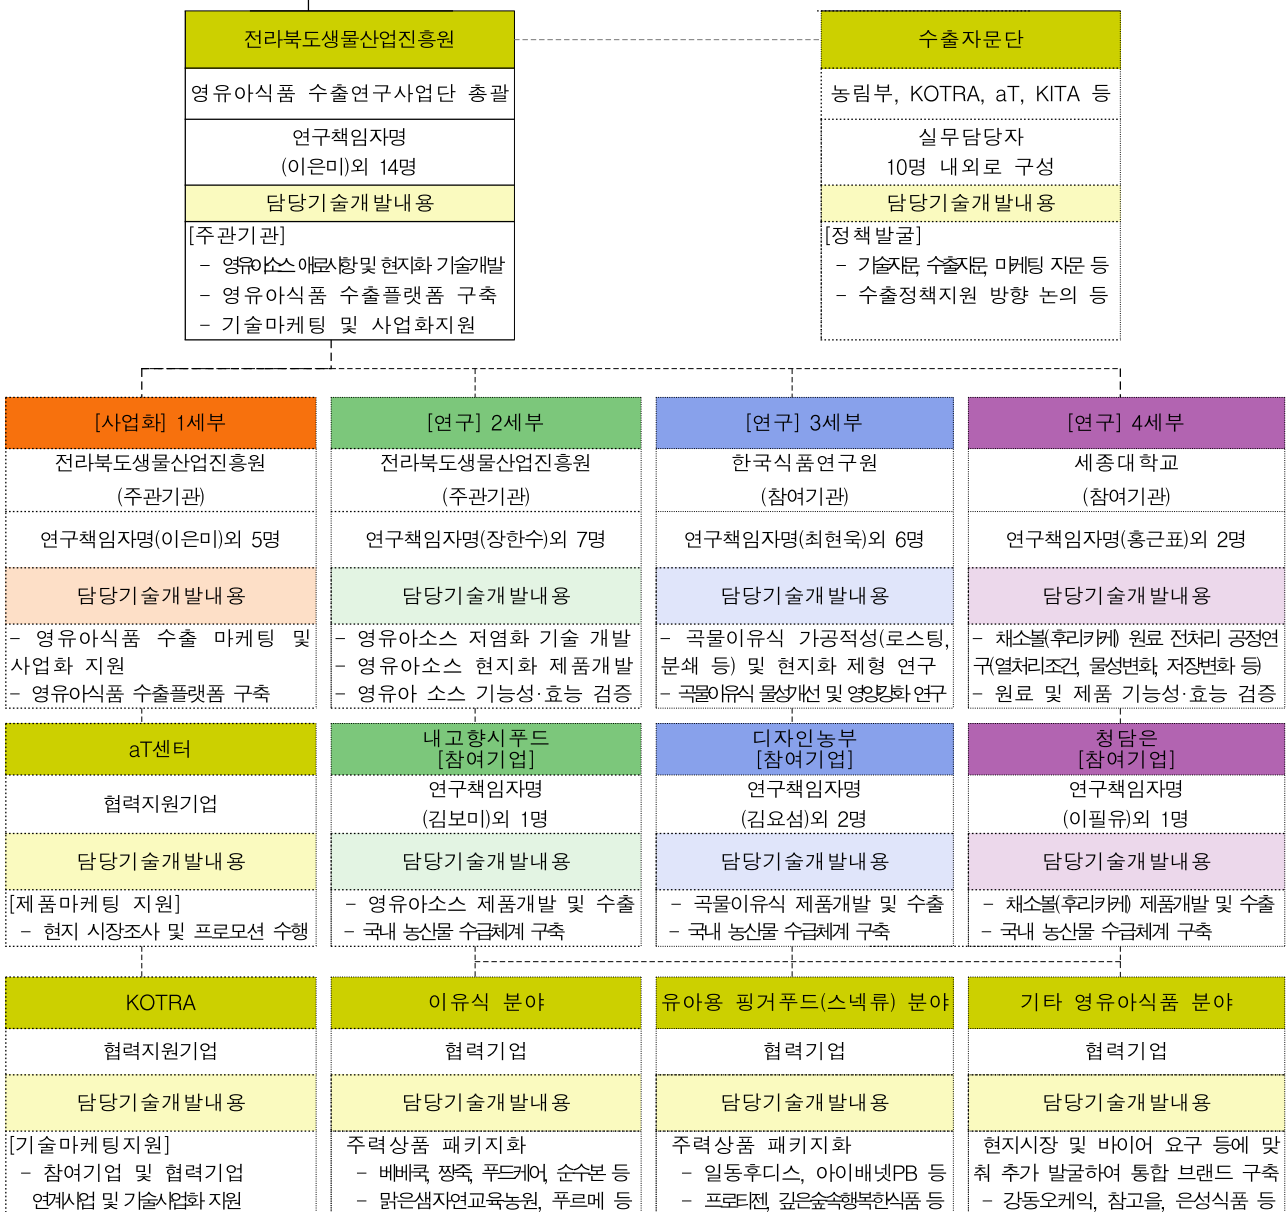 전라북도생물산업진흥원
영유아식품 수출연구사업단 총괄
연구책임자명
(이은미)외 14명
담당기술개발내용
[주관기관]
- 영유아소스 애로사항 및 현지화 기술개발
- 영유아식품 수출플랫폼 구축
- 기술마케팅 및 사업화지원
수출자문단
농림부, KOTRA, aT, KITA 등
실무담당자
10명 내외로 구성
담당기술개발내용
[정책발굴]
- 기술자문, 수출자문, 마케팅 자문 등
- 수출정책지원 방향 논의 등
[사업화] 1세부
전라북도생물산업진흥원
(주관기관)
연구책임자명(이은미)외 5명
담당기술개발내용
- 영유아식품 수출 마케팅 및
사업화 지원
- 영유아식품 수출플랫폼 구축
[연구] 2세부
전라북도생물산업진흥원
(주관기관)
연구책임자명(장한수)외 7명
담당기술개발내용
- 영유아소스 저염화 기술 개발
- 영유아소스 현지화 제품개발
- 영유아 소스 기능성·효능 검증
[연구] 3세부
한국식품연구원
(참여기관)
연구책임자명(최현욱)외 6명
담당기술개발내용
- 곡물이유식 가공적성(로스팅,
분쇄 등) 및 현지화 제형 연구
- 곡물이유식 물성개선 및 영양강화 연구
[연구] 4세부
세종대학교
(참여기관)
연구책임자명(홍근표)외 2명
담당기술개발내용
- 채소볼(후리카케) 원료 전처리 공정연
구(열처리조건, 물성변화, 저장변화 등)
- 원료 및 제품 기능성·효능 검증
aT센터
협력지원기업
담당기술개발내용
[제품마케팅 지원]
- 현지 시장조사 및 프로모션 수행
내고향시푸드
[참여기업]
연구책임자명
(김보미)외 1명
담당기술개발내용
- 영유아소스 제품개발 및 수출
- 국내 농산물 수급체계 구축
디자인농부
[참여기업]
연구책임자명
(김요섭)외 2명
담당기술개발내용
- 곡물이유식 제품개발 및 수출
- 국내 농산물 수급체계 구축
청담은
[참여기업]
연구책임자명
(이필유)외 1명
담당기술개발내용
- 채소볼(후리카케) 제품개발 및 수출
- 국내 농산물 수급체계 구축
KOTRA
협력지원기업
담당기술개발내용
[기술마케팅지원]
- 참여기업 및 협력기업
연계사업 및 기술사업화 지원
이유식 분야
협력기업
담당기술개발내용
주력상품 패키지화
- 베베쿡, 짱죽, 푸드케어, 순수본 등
- 맑은샘자연교육농원, 푸르메 등
유아용 핑거푸드(스넥류) 분야
협력기업
담당기술개발내용
주력상품 패키지화
- 일동후디스, 아이배넷PB 등
- 프로티젠, 깊은숲속행복한식품 등
기타 영유아식품 분야
협력기업
담당기술개발내용
현지시장 및 바이어 요구 등에 맞
춰 추가 발굴하여 통합 브랜드 구축
- 강동오케익, 참고을, 은성식품 등